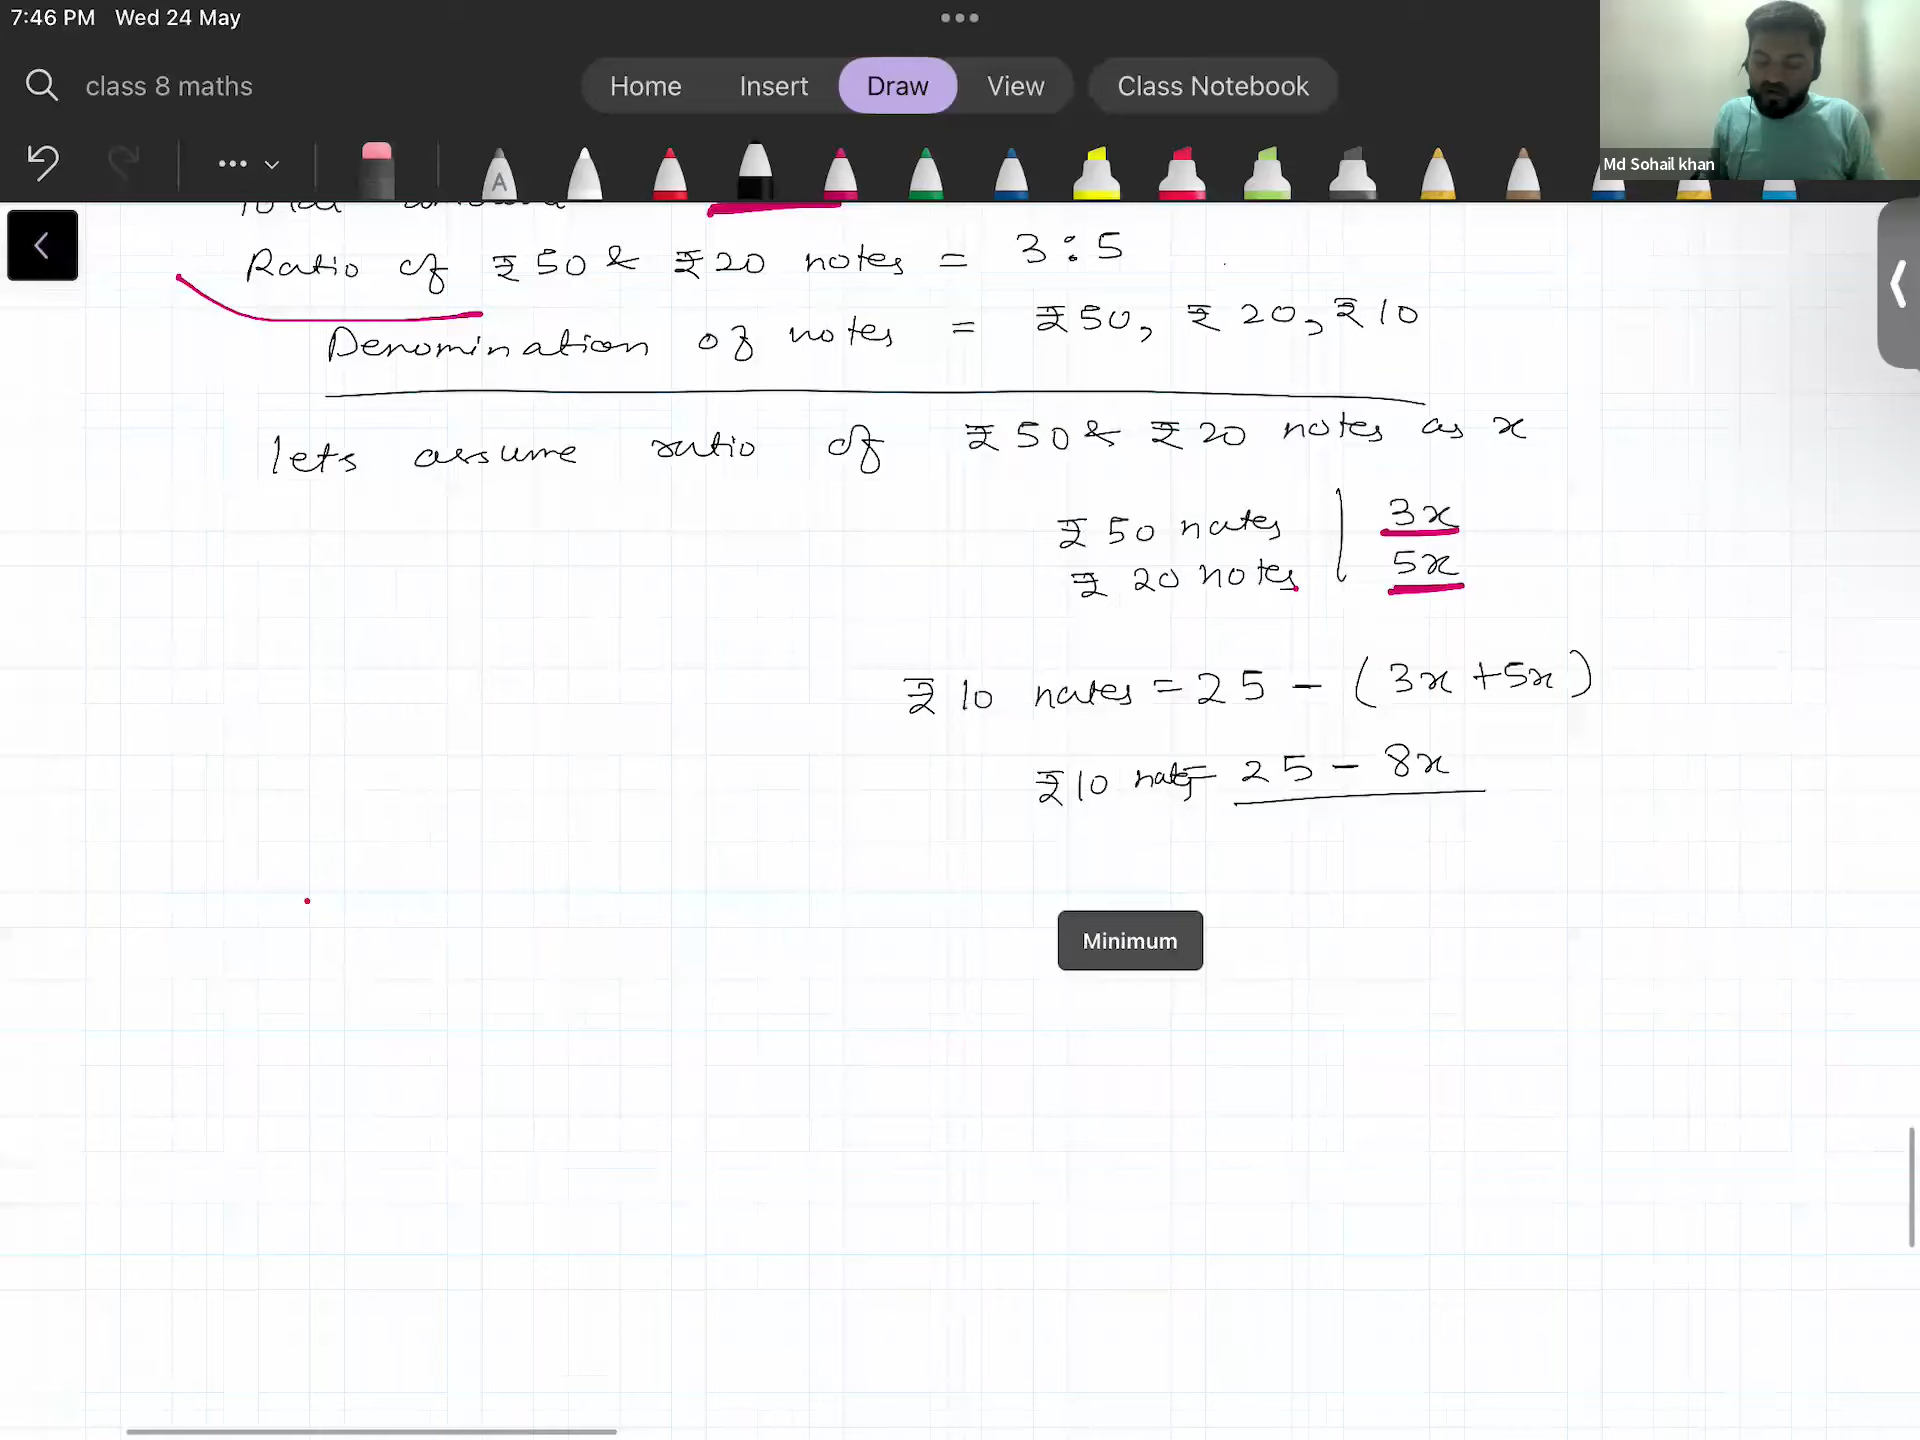 7:46 PM Wed 24 May
class 8 maths
Home Insert Draw View Class Notebook
A
Md Sohail khan
Ratio of ₹50 & ₹20 notes = 3:5
Denomination of notes = ₹50, ₹20, ₹10
lets assume ratio of ₹50 & ₹20 notes as x
₹50 notes | 3x
₹20 notes | 5x
₹10 notes = 25 - (3x+5x)
₹10 notes = 25 - 8x
Minimum